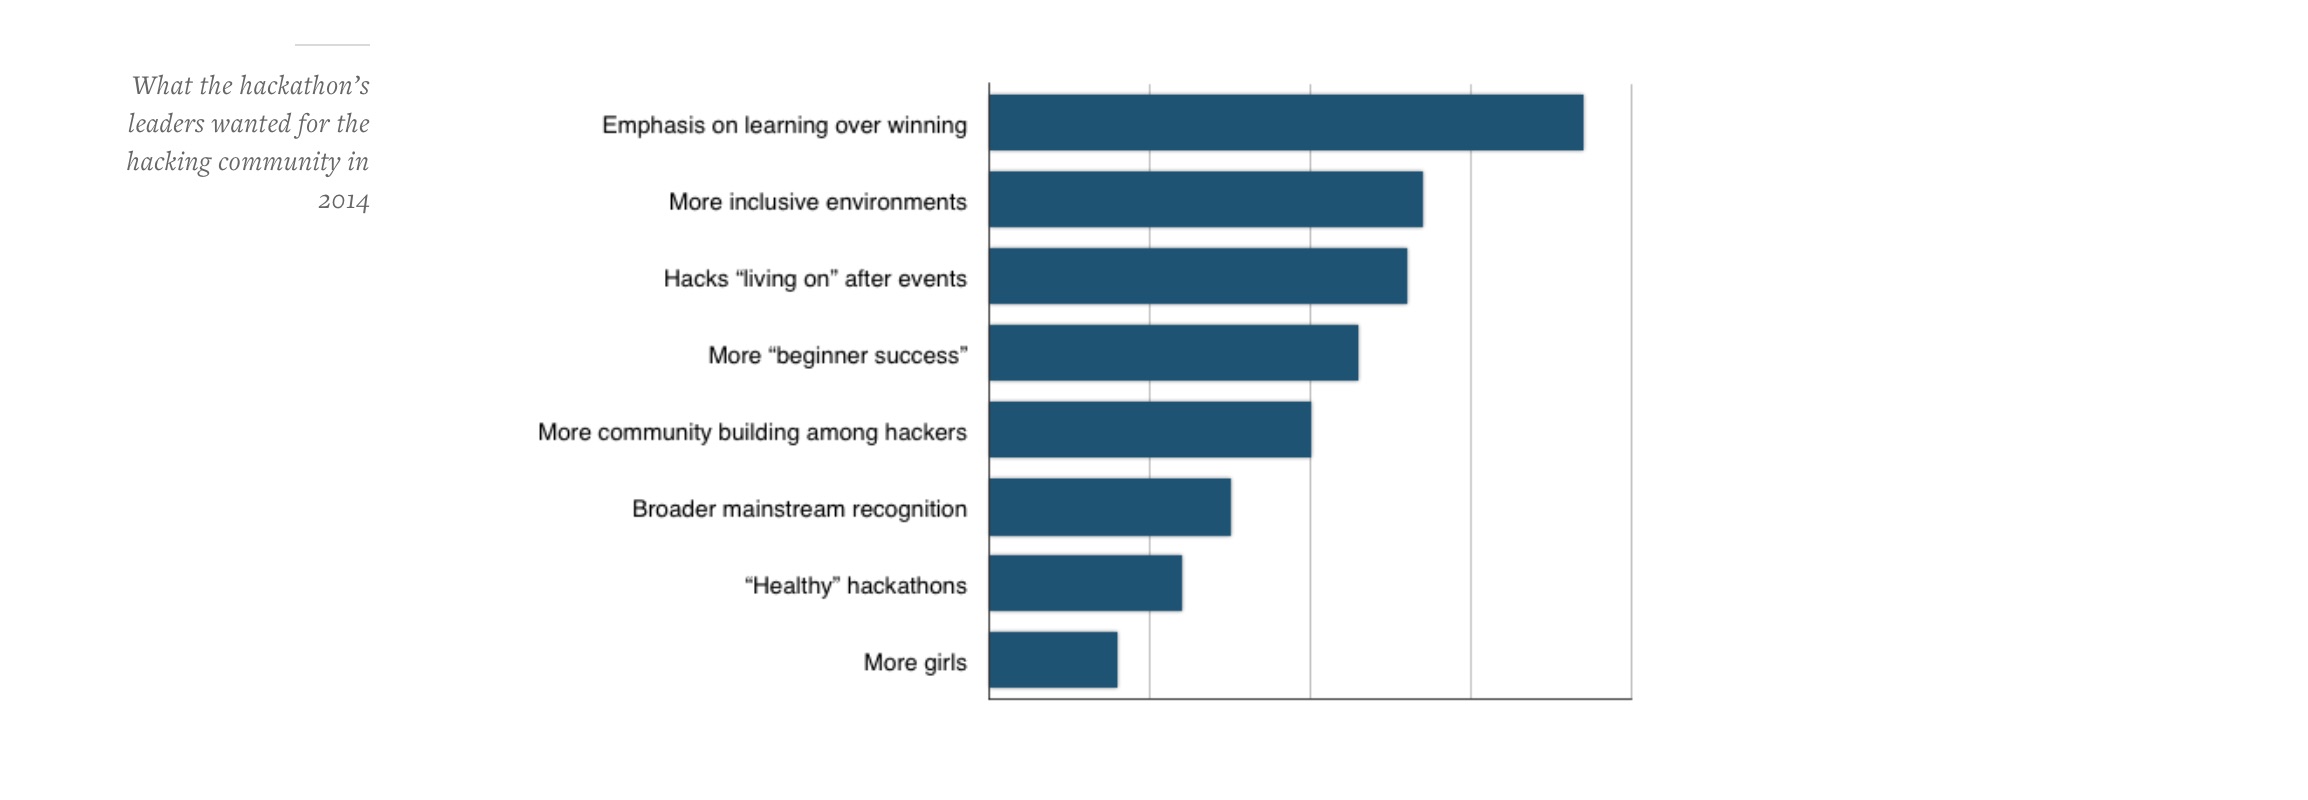 What the hackathon’s
leaders wanted for the
hacking community in
2014
Emphasis on learning over winning
More inclusive environments
Hacks “living on” after events
More “beginner success”
More community building among hackers
Broader mainstream recognition
“Healthy” hackathons
More girls